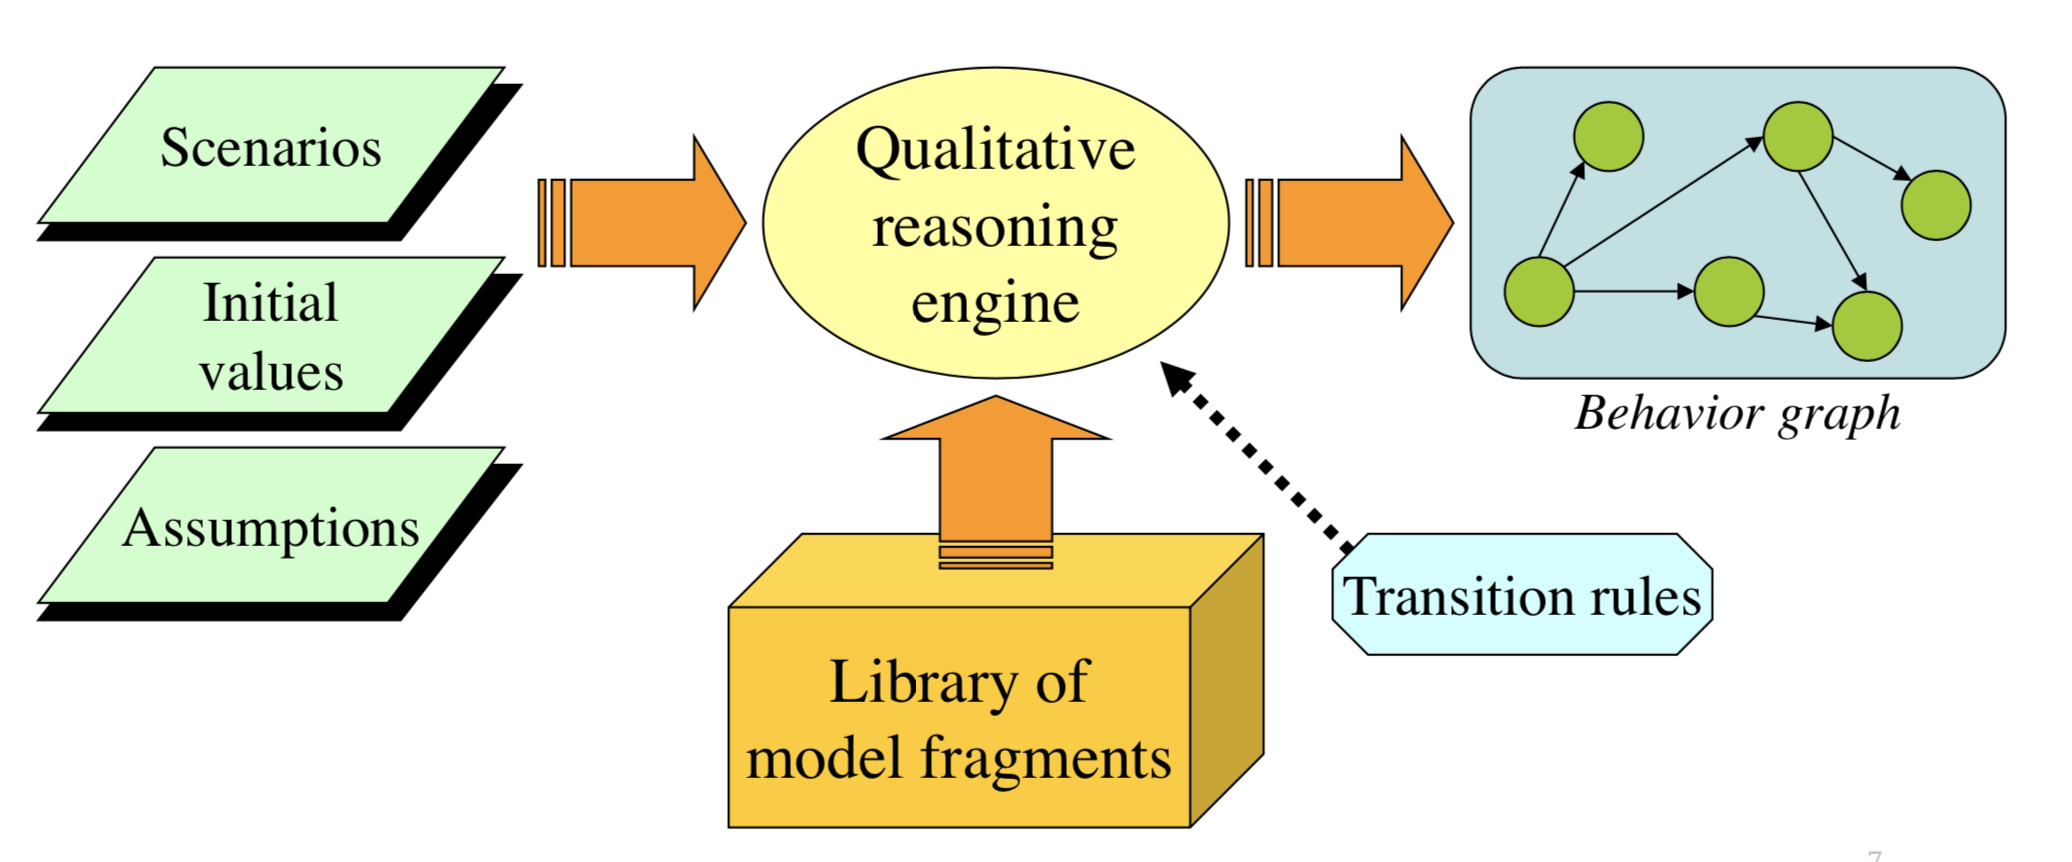 Scenarios
Initial
values
Assumptions
Qualitative
reasoning
engine
Library of
model fragments
Transition rules
Behavior graph
7